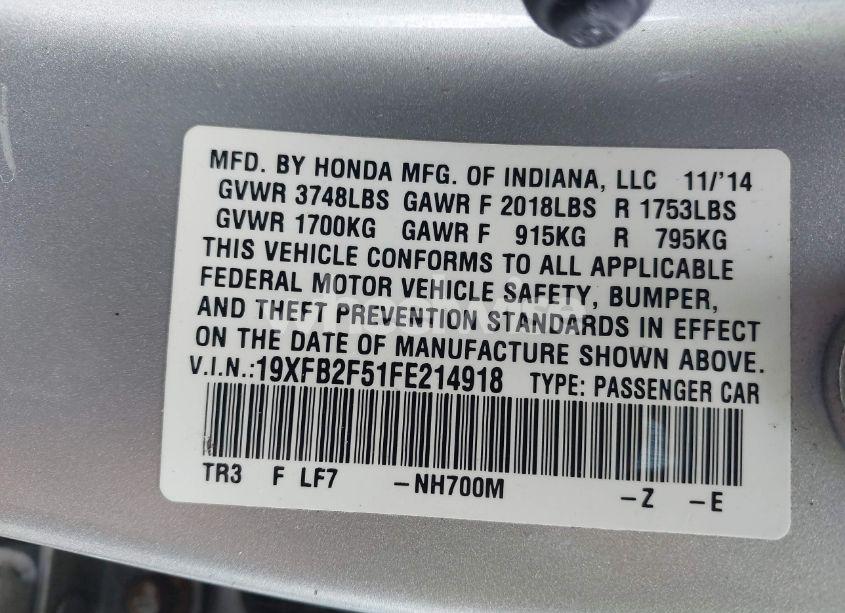 MFD. BY HONDA MFG. OF INDIANA, LLC 11/'14
GVWR 3748LBS GAWR F 2018LBS R 1753LBS
GVWR 1700KG GAWR F 915KG R 795KG
THIS VEHICLE CONFORMS TO ALL APPLICABLE
FEDERAL MOTOR VEHICLE SAFETY, BUMPER,
AND THEFT PREVENTION STANDARDS IN EFFECT
ON THE DATE OF MANUFACTURE SHOWN ABOVE.
V.I.N.:19XFB2F51FE214918 TYPE: PASSENGER CAR
TR3 F LF7 -NH700M -Z -E